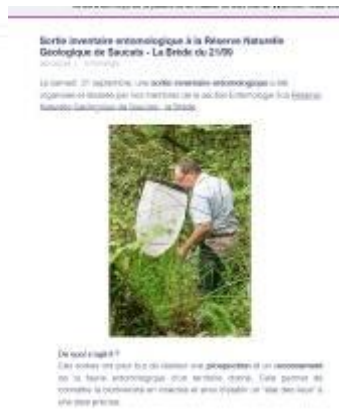 Sortie inventaire entomologique à la Réserve Naturelle
Géologique de Saucats - La Brède du 21/09
Le samedi 21 septembre, une sortie inventaire entomologique a été
organisée et réalisée par les membres de la section Entomologie à la Réserve
Naturelle Géologique de Saucats - la Brède
De quoi s'agit-il ?
Ces sorties ont pour but de réaliser une prospection et un recensement
de la faune entomologique d'un territoire donné. Cela permet de
connaître la biodiversité en insectes et ainsi d'établir un "état des lieux" à
une date précise.